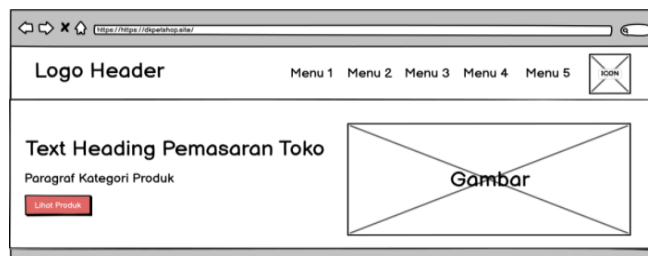 https://https://dkpetshop.site/
Logo Header
Menu 1 Menu 2 Menu 3 Menu 4 Menu 5
ICON
Text Heading Pemasaran Toko
Paragraf Kategori Produk
Lihat Produk
Gambar